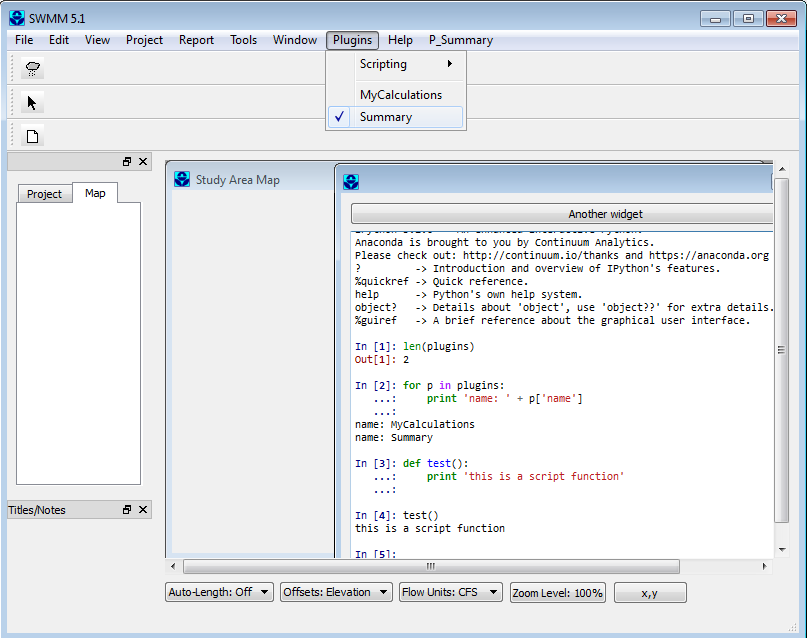 SWMM 5.1
File Edit View Project Report Tools Window Plugins Help P_Summary
Scripting
MyCalculations
Summary
Project Map
Titles/Notes
Study Area Map
Another widget
Anaconda is brought to you by Continuum Analytics.
Please check out: http://continuum.io/thanks and https://anaconda.org
? -> Introduction and overview of IPython's features.
%quickref -> Quick reference.
help -> Python's own help system.
object? -> Details about 'object', use 'object??' for extra details.
%guiref -> A brief reference about the graphical user interface.
In [1]: len(plugins)
Out[1]: 2
In [2]: for p in plugins:
...: print 'name: ' + p['name']
...:
name: MyCalculations
name: Summary
In [3]: def test():
...: print 'this is a script function'
...:
In [4]: test()
this is a script function
In [5]:
Auto-Length: Off Offsets: Elevation Flow Units: CFS Zoom Level: 100% x,y